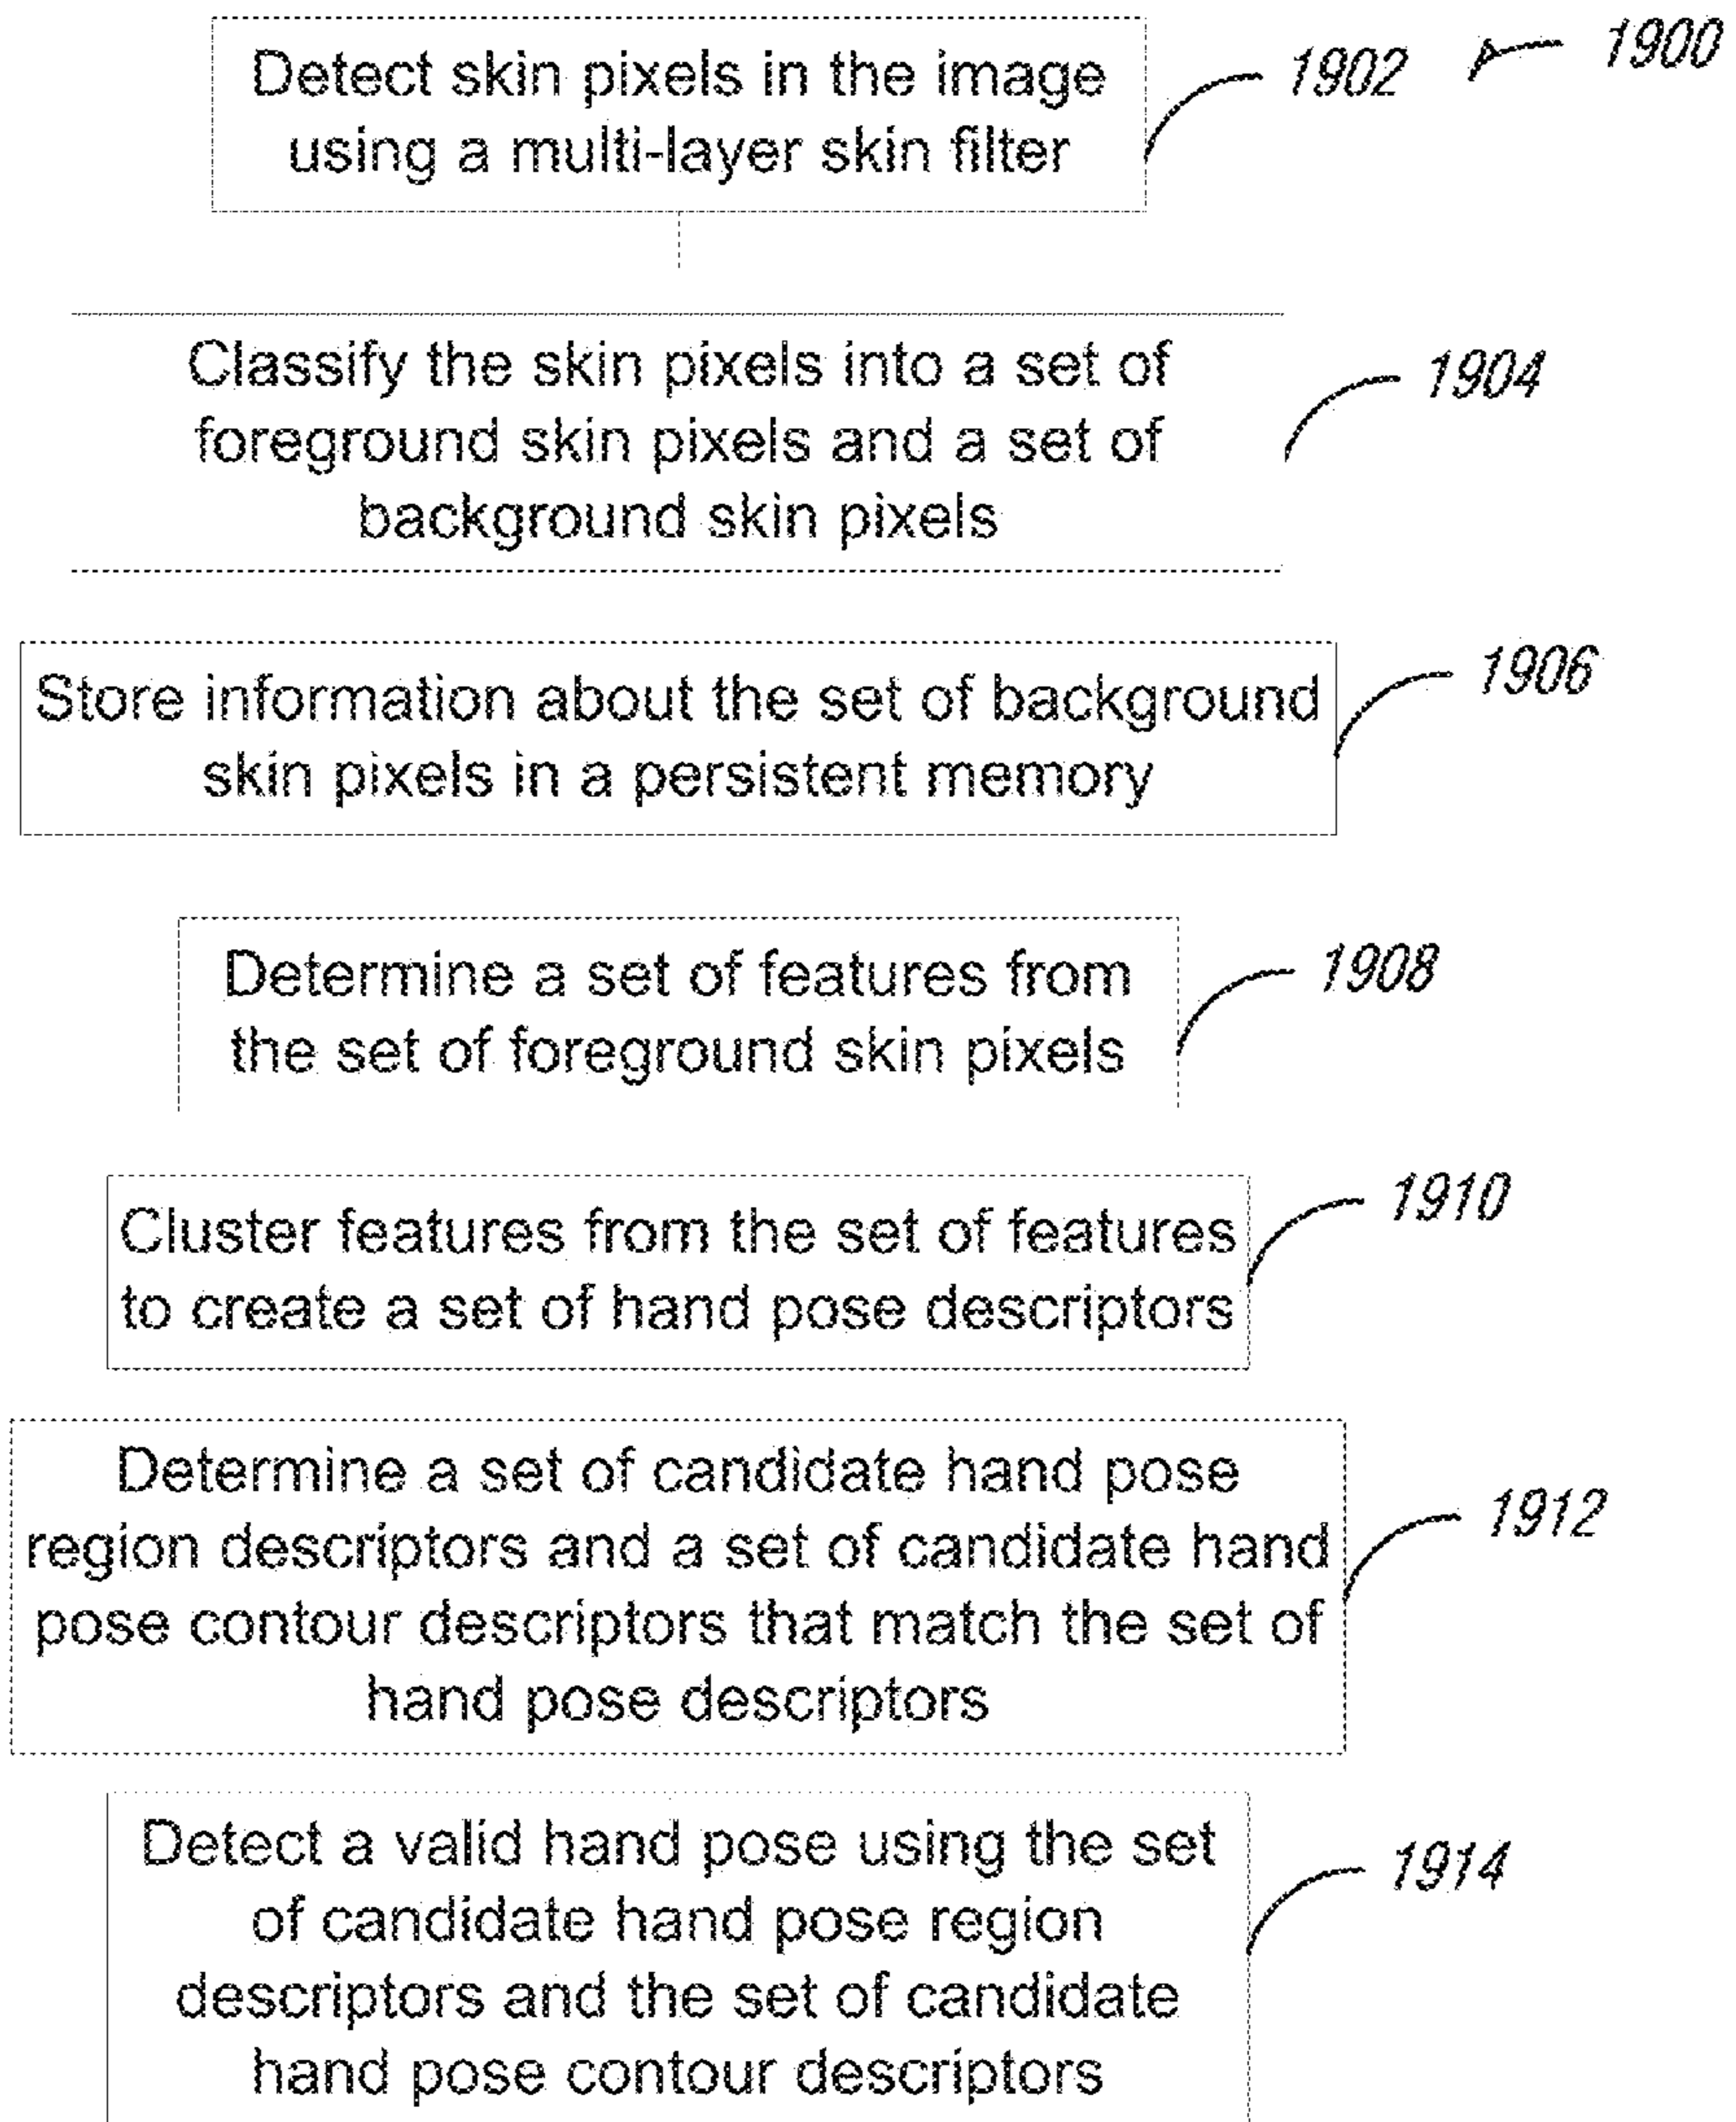 Detect skin pixels in the image
using a multi-layer skin filter
1902
1900
Classify the skin pixels into a set of
foreground skin pixels and a set of
background skin pixels
1904
Store information about the set of background
skin pixels in a persistent memory
1906
Determine a set of features from
the set of foreground skin pixels
1908
Cluster features from the set of features
to create a set of hand pose descriptors
1910
Determine a set of candidate hand pose
region descriptors and a set of candidate hand
pose contour descriptors that match the set of
hand pose descriptors
1912
Detect a valid hand pose using the set
of candidate hand pose region
descriptors and the set of candidate
hand pose contour descriptors
1914